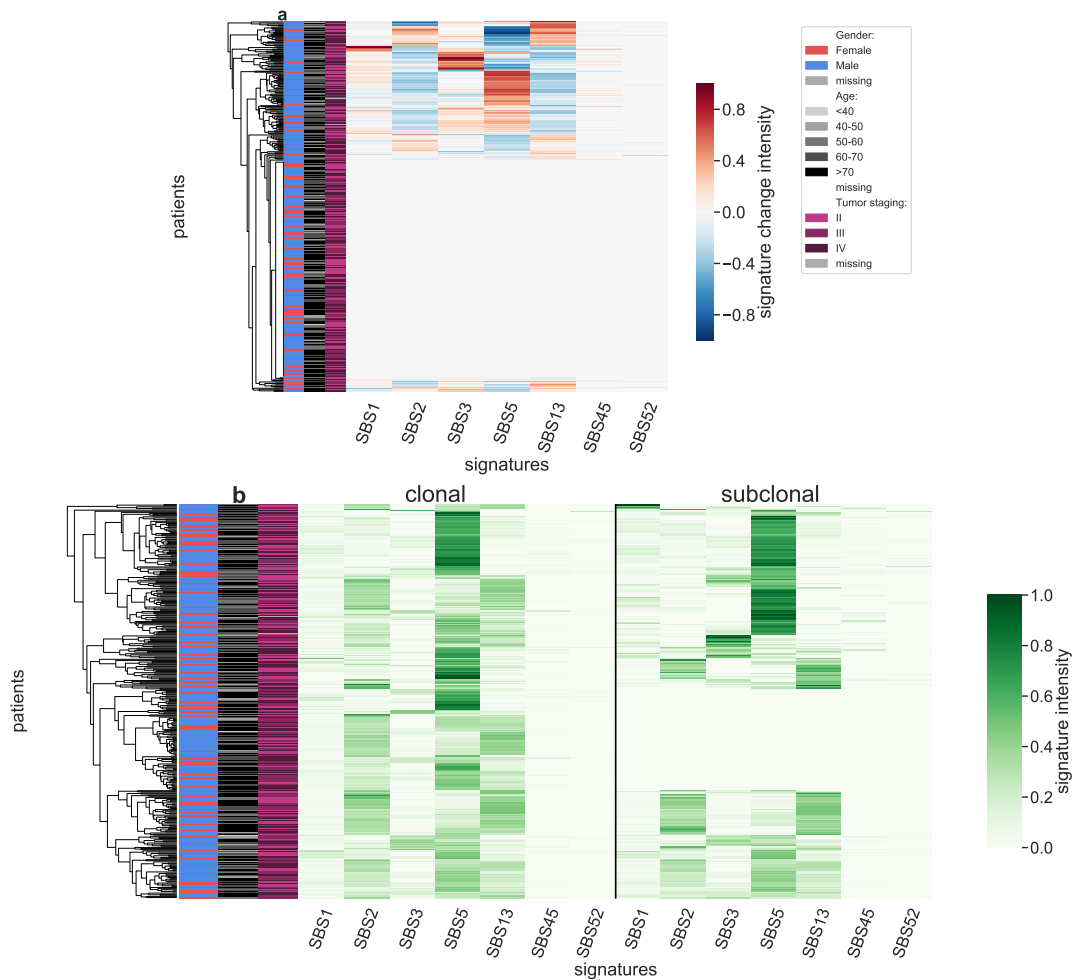 a
patients
SBS1
SBS2
SBS3
SBS5
SBS13
SBS45
SBS52
signatures
0.8
0.4
0.0
−0.4
−0.8
signature change intensity
Gender:
Female
Male
missing
Age:
<40
40-50
50-60
60-70
>70
missing
Tumor staging:
II
III
IV
missing
b
clonal
subclonal
patients
SBS1
SBS2
SBS3
SBS5
SBS13
SBS45
SBS52
SBS1
SBS2
SBS3
SBS5
SBS13
SBS45
SBS52
signatures
1.0
0.8
0.6
0.4
0.2
0.0
signature intensity